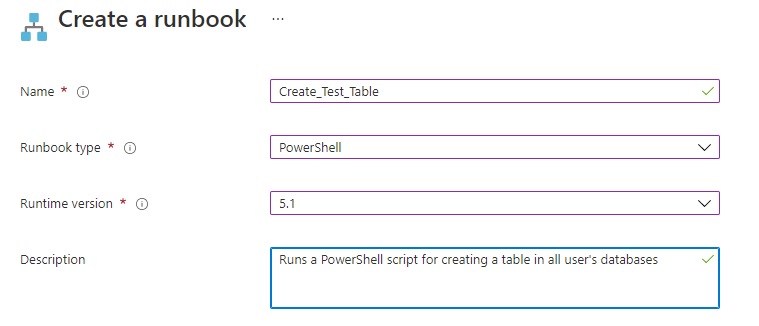 Create a runbook ...
Name *
Create_Test_Table
Runbook type *
PowerShell
Runtime version *
5.1
Description
Runs a PowerShell script for creating a table in all user's databases